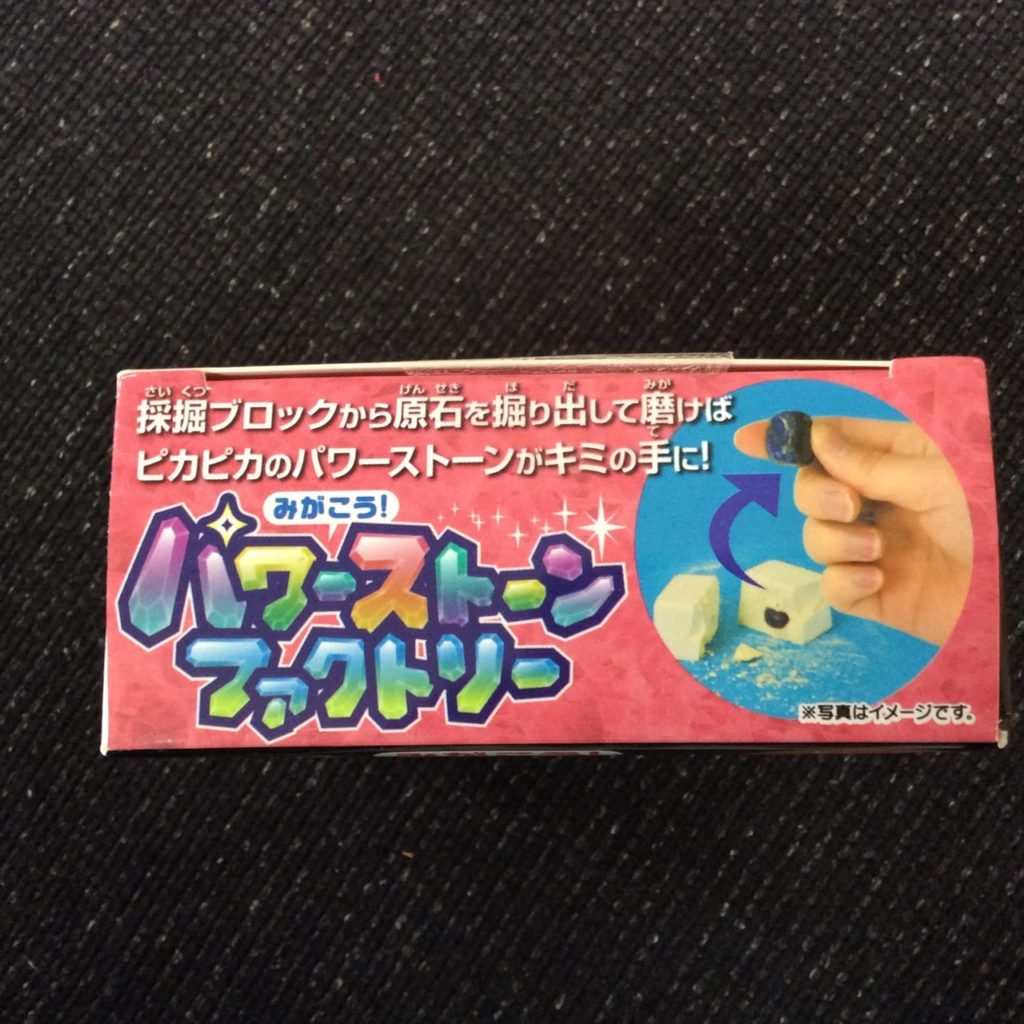 採掘ブロックから原石を掘り出して磨けば
ピカピカのパワーストーンがキミの手に!
みがこう!
パワーストーン
ファクトリー
※写真はイメージです。